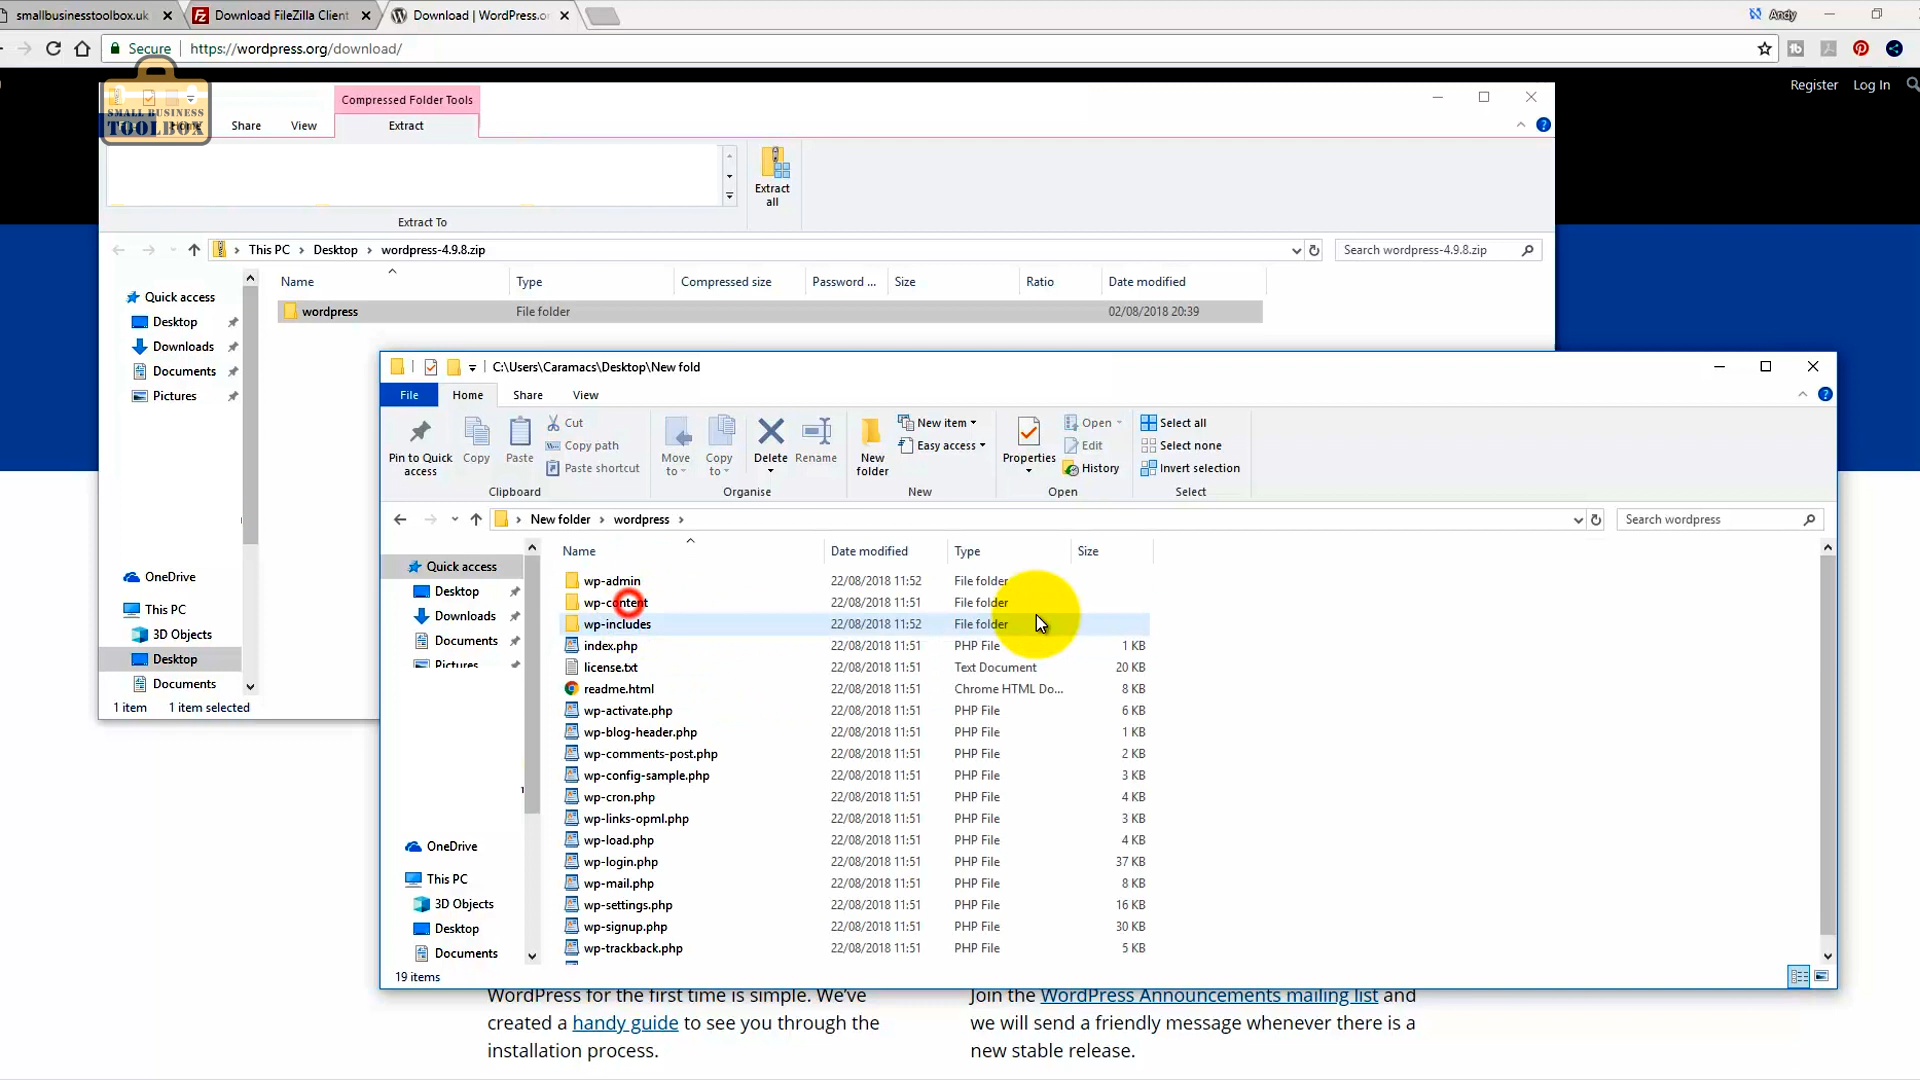 smallbusinesstoolbox.uk
Download FileZilla Client
Download | WordPress.o
Andy
Secure
https://wordpress.org/download/
Register
Log In
SMALL BUSINESS
TOOLBOX
Compressed Folder Tools
Share
View
Extract
Extract all
Extract To
This PC
Desktop
wordpress-4.9.8.zip
Search wordpress-4.9.8.zip
Name
Type
Compressed size
Password ...
Size
Ratio
Date modified
wordpress
File folder
02/08/2018 20:39
Quick access
Desktop
Downloads
Documents
Pictures
OneDrive
This PC
3D Objects
Desktop
Documents
1 item
1 item selected
C:\Users\Caramacs\Desktop\New fold
File
Home
Share
View
Pin to Quick access
Copy
Paste
Cut
Copy path
Paste shortcut
Clipboard
Move to
Copy to
Delete
Rename
Organise
New folder
New item
Easy access
New
Properties
Open
Edit
History
Open
Select all
Select none
Invert selection
Select
New folder
wordpress
Search wordpress
Quick access
Desktop
Downloads
Documents
Pictures
OneDrive
This PC
3D Objects
Desktop
Documents
Name Date modified Type Size
wp-admin 22/08/2018 11:52 File folder
wp-content 22/08/2018 11:51 File folder
wp-includes 22/08/2018 11:52 File folder
index.php 22/08/2018 11:51 PHP File 1 KB
license.txt 22/08/2018 11:51 Text Document 20 KB
readme.html 22/08/2018 11:51 Chrome HTML Do... 8 KB
wp-activate.php 22/08/2018 11:51 PHP File 6 KB
wp-blog-header.php 22/08/2018 11:51 PHP File 1 KB
wp-comments-post.php 22/08/2018 11:51 PHP File 2 KB
wp-config-sample.php 22/08/2018 11:51 PHP File 3 KB
wp-cron.php 22/08/2018 11:51 PHP File 4 KB
wp-links-opml.php 22/08/2018 11:51 PHP File 3 KB
wp-load.php 22/08/2018 11:51 PHP File 4 KB
wp-login.php 22/08/2018 11:51 PHP File 37 KB
wp-mail.php 22/08/2018 11:51 PHP File 8 KB
wp-settings.php 22/08/2018 11:51 PHP File 16 KB
wp-signup.php 22/08/2018 11:51 PHP File 30 KB
wp-trackback.php 22/08/2018 11:51 PHP File 5 KB
19 items
WordPress for the first time is simple. We've
created a handy guide to see you through the
installation process.
Join the WordPress Announcements mailing list and
we will send a friendly message whenever there is a
new stable release.